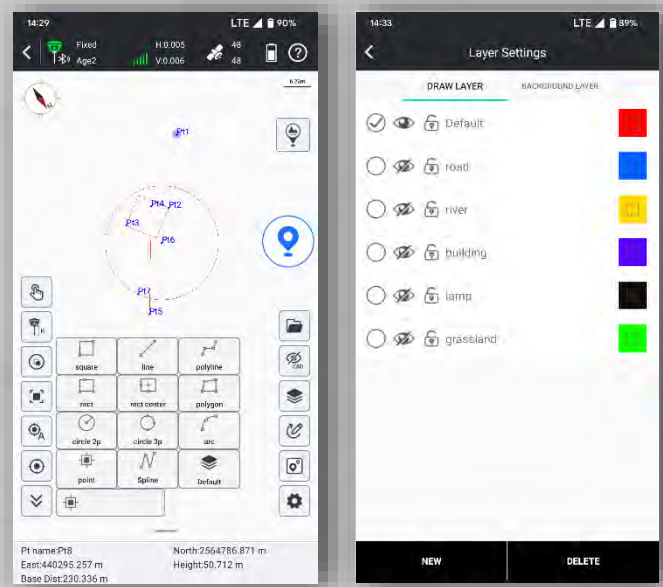 14:29
LTE 90%
Fixed H:0.005 48
Age2 V:0.006 48
6.22m
Pt1
Pt4 Pt2
Pt3
Pt6
Pt7
Pt5
square line polyline
CAD
rect rect center polygon
circle 2p circle 3p arc
A
point Spline Default
Pt name:Pt8 North:2564786.871 m
East:440295.257 m Height:50.712 m
Base Dist:230.336 m
14:33
LTE 89%
Layer Settings
DRAW LAYER BACKGROUND LAYER
Default
road
river
building
lamp
grassland
NEW DELETE